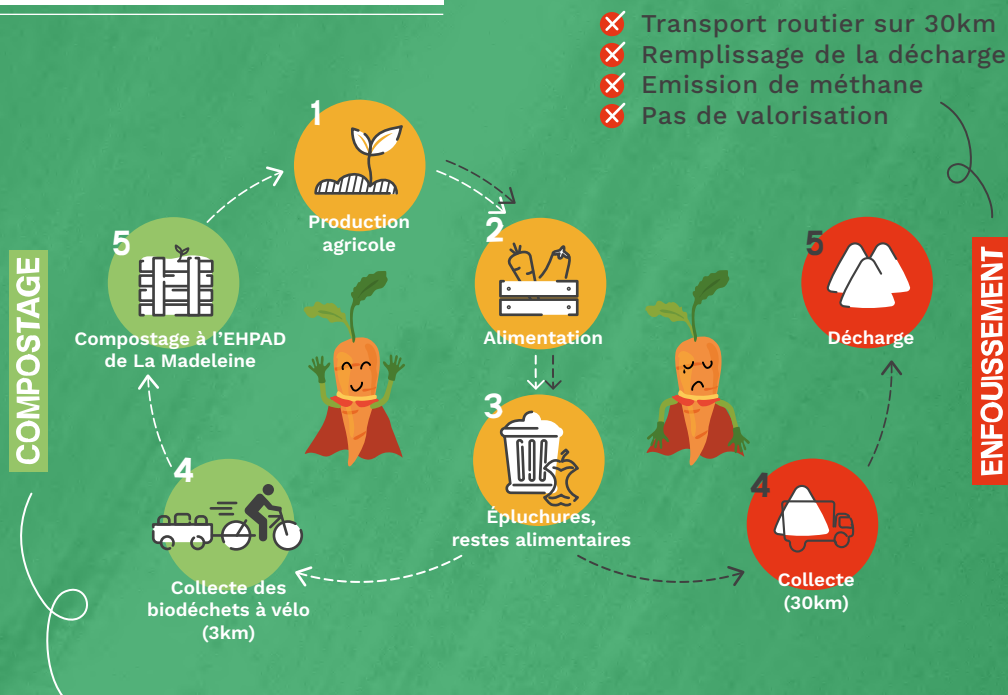 Transport routier sur 30km
Remplissage de la décharge
Emission de méthane
Pas de valorisation
COMPOSTAGE
1
Production
agricole
2
Alimentation
3
Épluchures,
restes alimentaires
4
Collecte des
biodéchets à vélo
(3km)
5
Compostage à l'EHPAD
de La Madeleine
4
Collecte
(30km)
5
Décharge
ENFOUISSEMENT